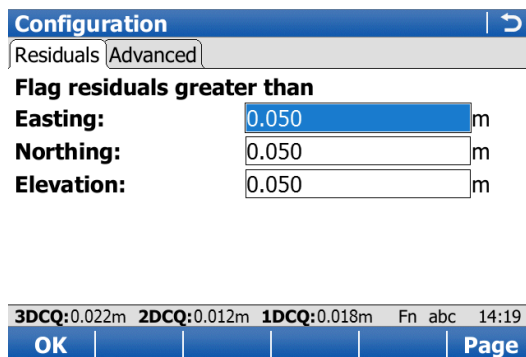 Configuration
Residuals Advanced
Flag residuals greater than
Easting: 0.050 m
Northing: 0.050 m
Elevation: 0.050 m
3DCQ:0.022m 2DCQ:0.012m 1DCQ:0.018m Fn abc 14:19
OK Page